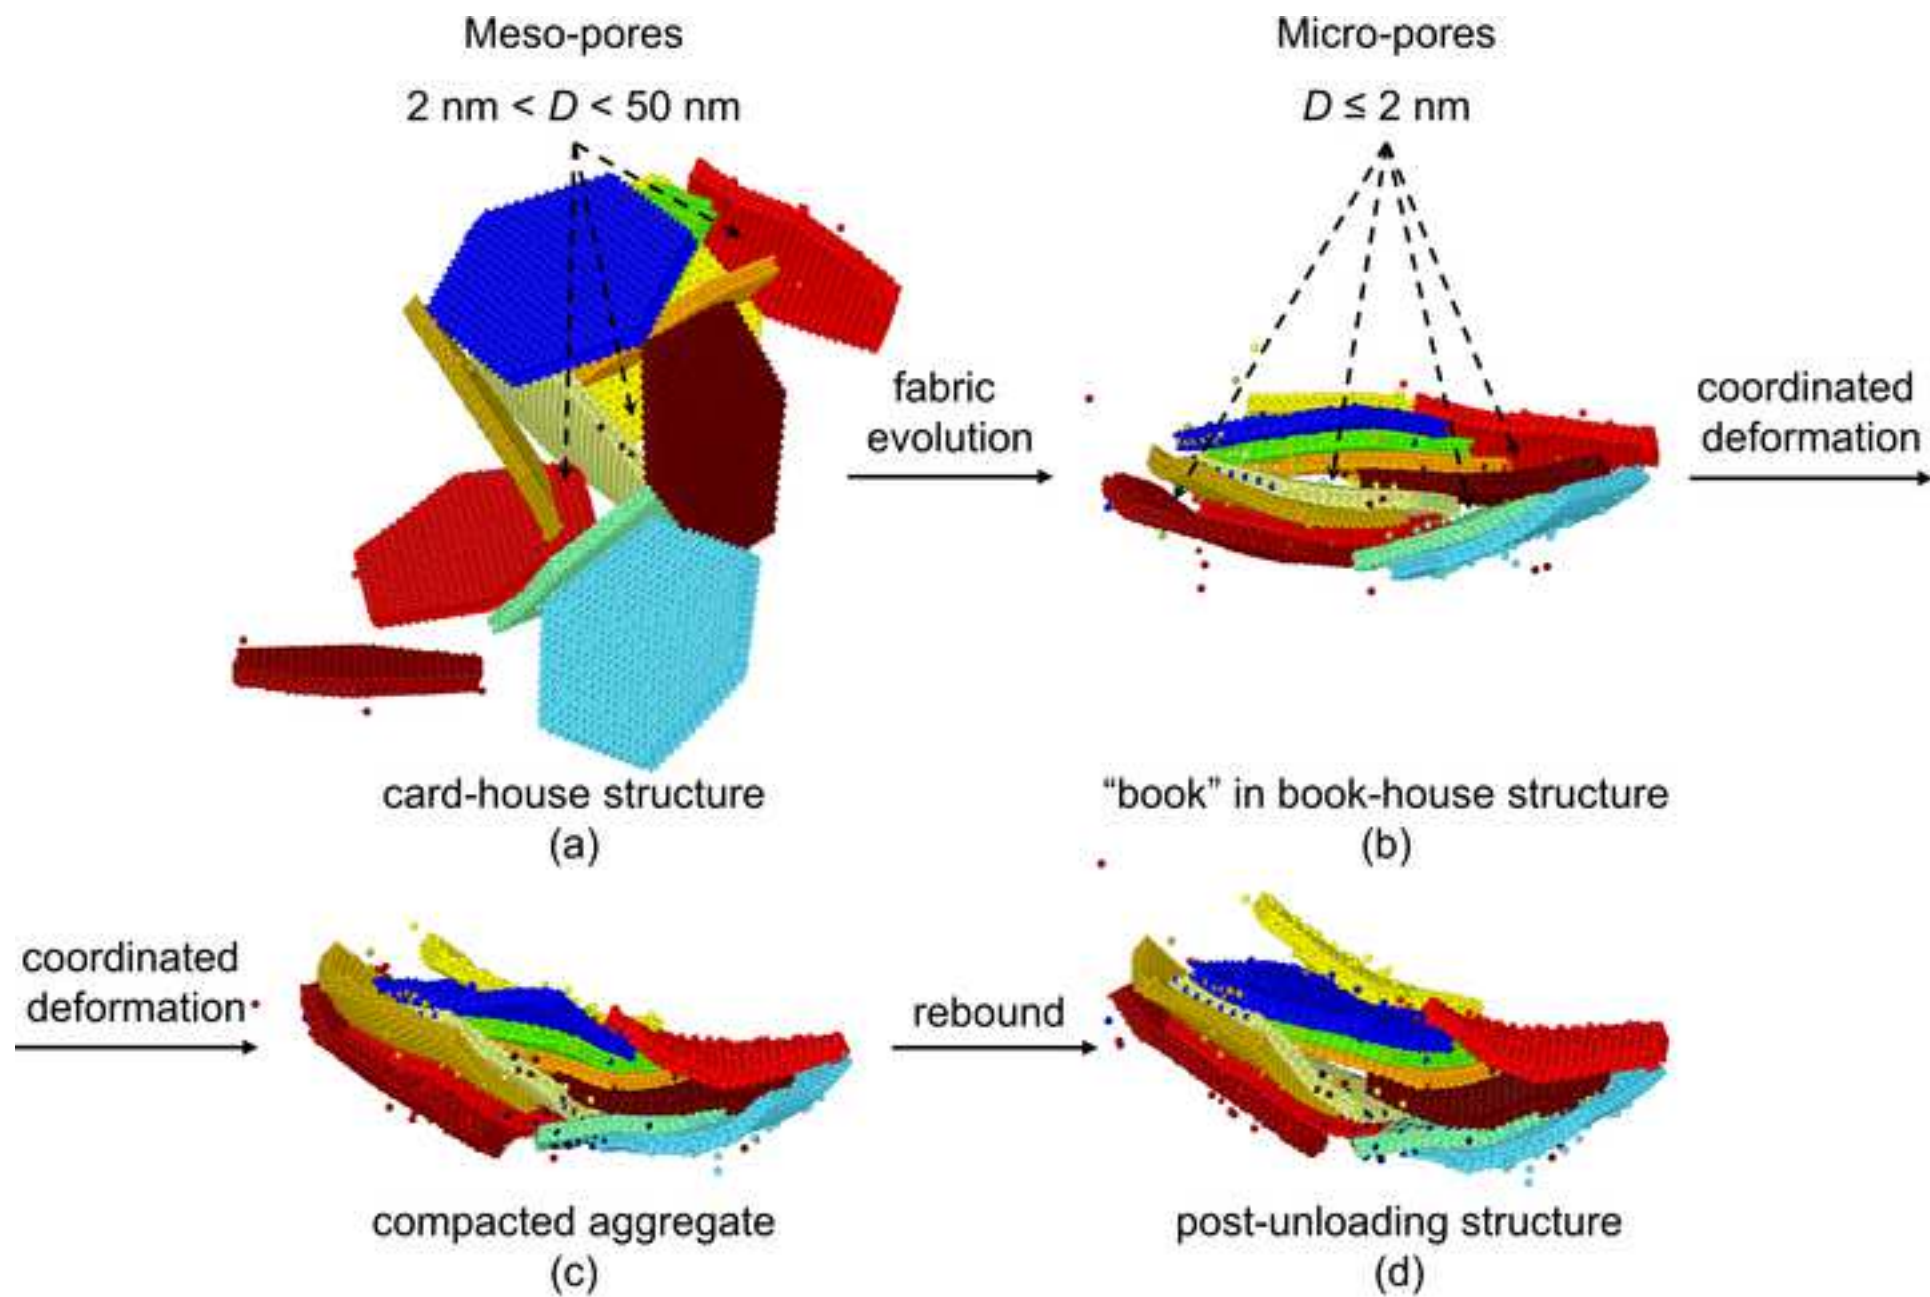 Meso-pores
2 nm < D < 50 nm
Micro-pores
D ≤ 2 nm
fabric
evolution
coordinated
deformation
card-house structure
(a)
“book” in book-house structure
(b)
coordinated
deformation
rebound
compacted aggregate
(c)
post-unloading structure
(d)